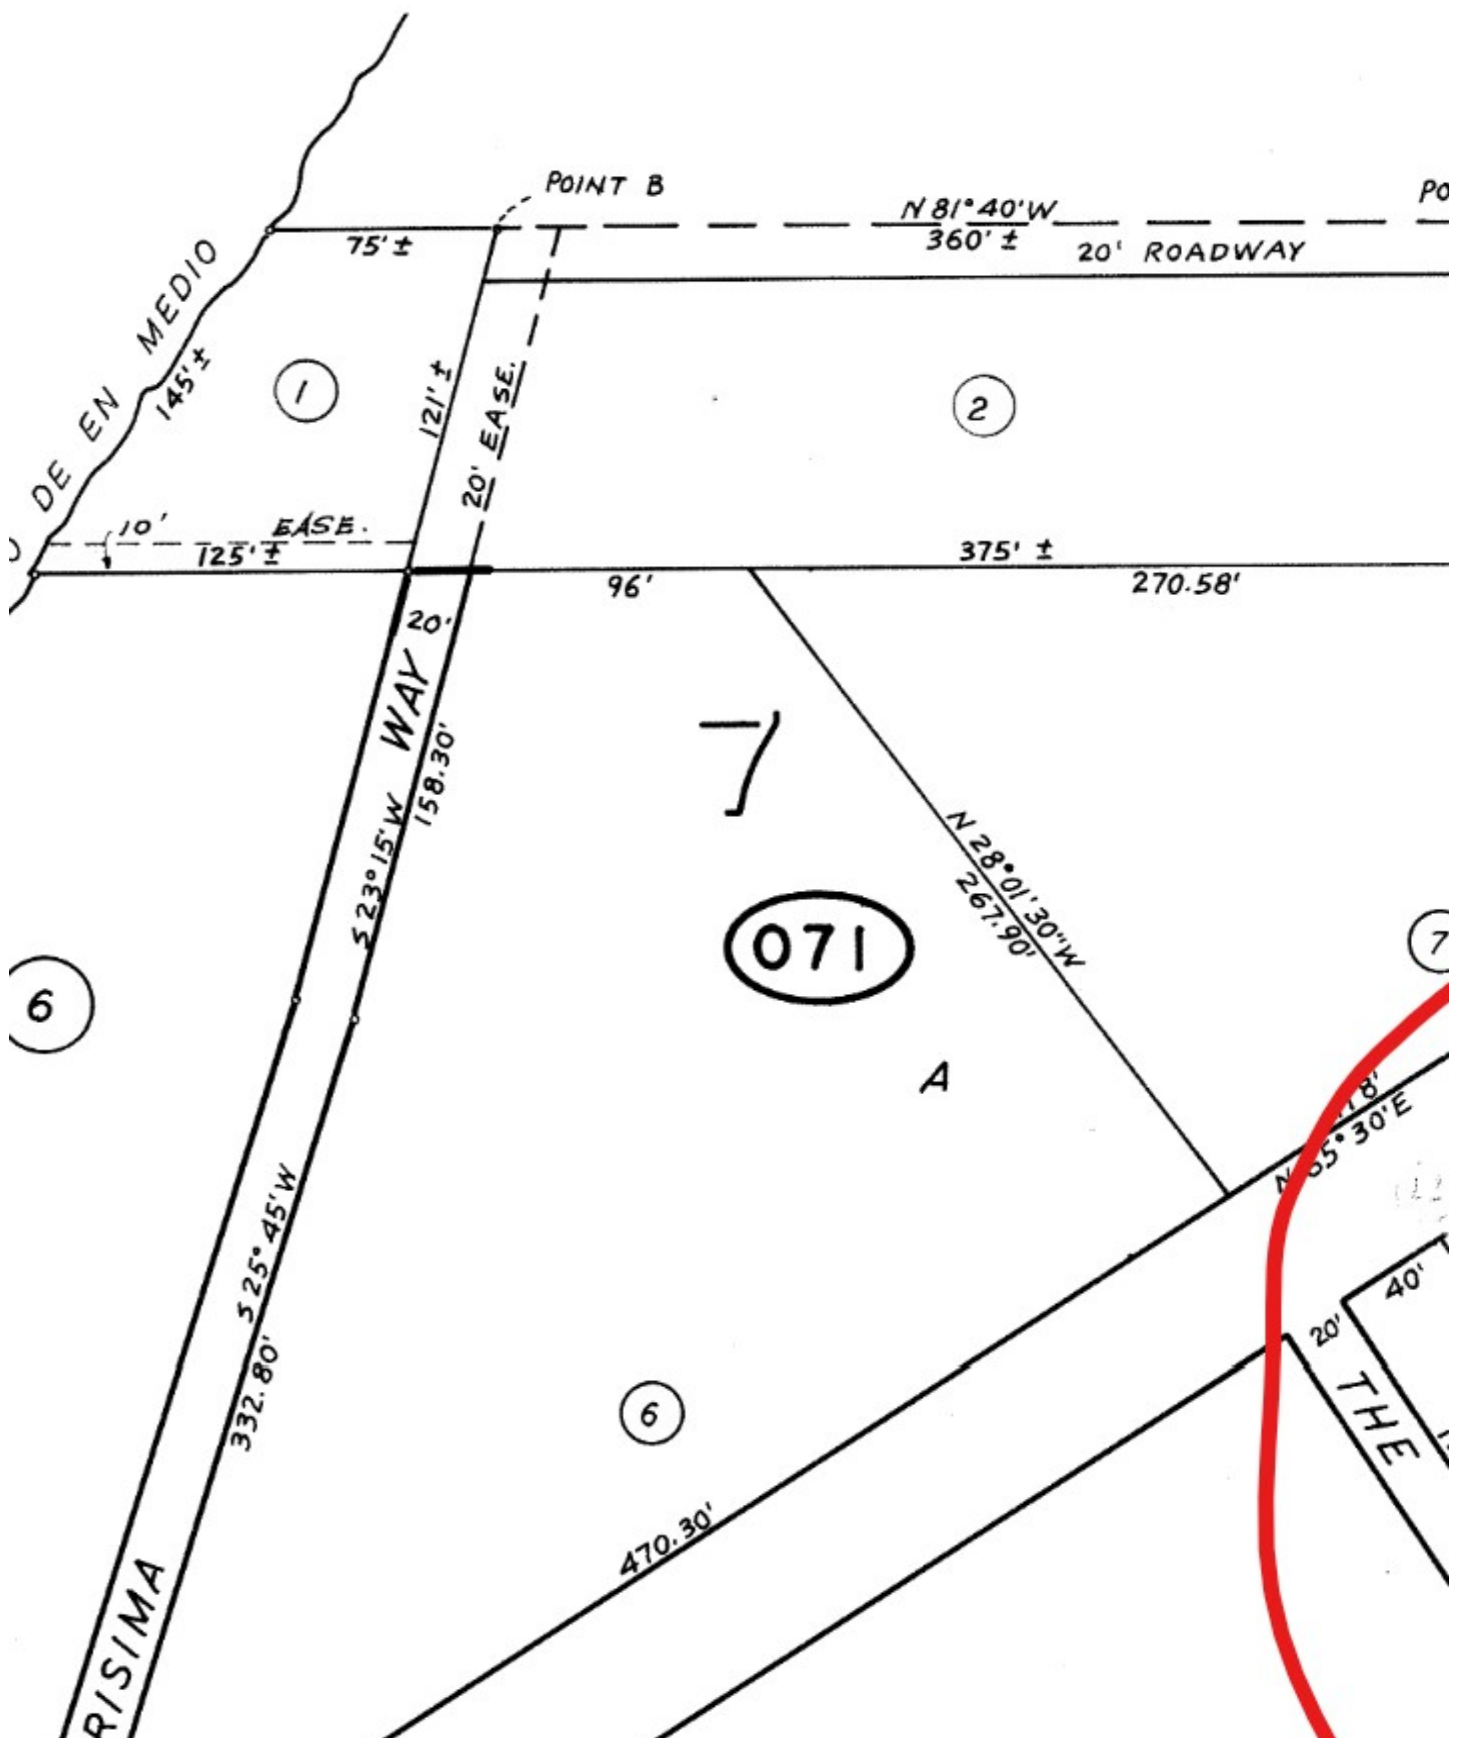 POINT B
PO
N 81° 40' W
360' ±
20' ROADWAY
75' ±
DE EN MEDIO
145' ±
1
121' ±
20' EASE.
2
10'
EASE.
125' ±
375' ±
96'
270.58'
20'
WAY
158.30'
S 23° 15' W
7
N 28° 01' 30" W
267.90'
071
7
6
A
78'
30' E
S 25° 45' W
332.80'
40'
20'
THE
6
470.30'
RISIMA